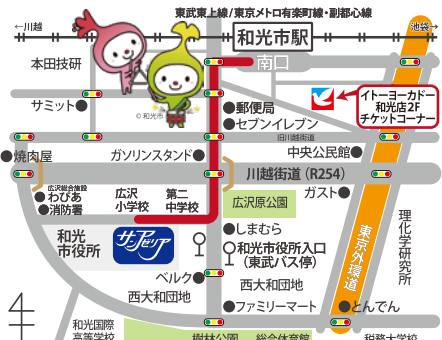 東武東上線/東京メトロ有楽町線・副都心線
←川越
池袋→
和光市駅
本田技研
南口
サミット
郵便局
セブンイレブン
イトーヨーカドー
和光店2F
チケットコーナー
© 和光市
旧川越街道
焼肉屋
ガソリンスタンド
中央公民館
川越街道(R254)
広沢総合施設
わぴあ
消防署
広沢
小学校
第二
中学校
広沢原公園
ガスト
理化学研究所
東京外環道
和光
市役所
サンアゼリア
しまむら
和光市役所入口
(東武バス停)
ベルク
西大和団地
西大和団地
ファミリーマート
とんでん
和光国際
高等学校
樹林公園
総合体育館
税務大学校